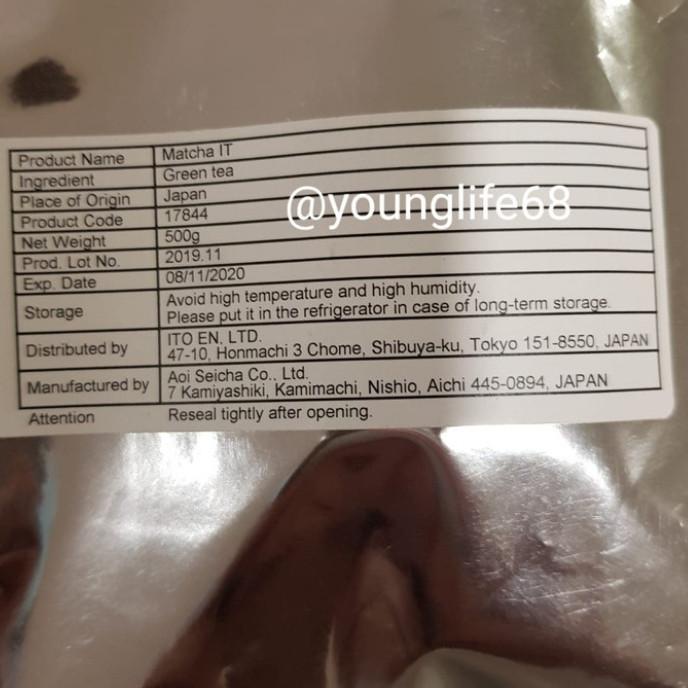 Product Name Matcha IT
Ingredient Green tea
Place of Origin Japan
Product Code 17844
Net Weight 500g
Prod. Lot No. 2019.11
Exp. Date 08/11/2020
Storage Avoid high temperature and high humidity.
Please put it in the refrigerator in case of long-term storage.
Distributed by ITO EN, LTD.
47-10, Honmachi 3 Chome, Shibuya-ku, Tokyo 151-8550, JAPAN
Manufactured by Aoi Seicha Co., Ltd.
7 Kamiyashiki, Kamimachi, Nishio, Aichi 445-0894, JAPAN
Attention Reseal tightly after opening.
@younglife68